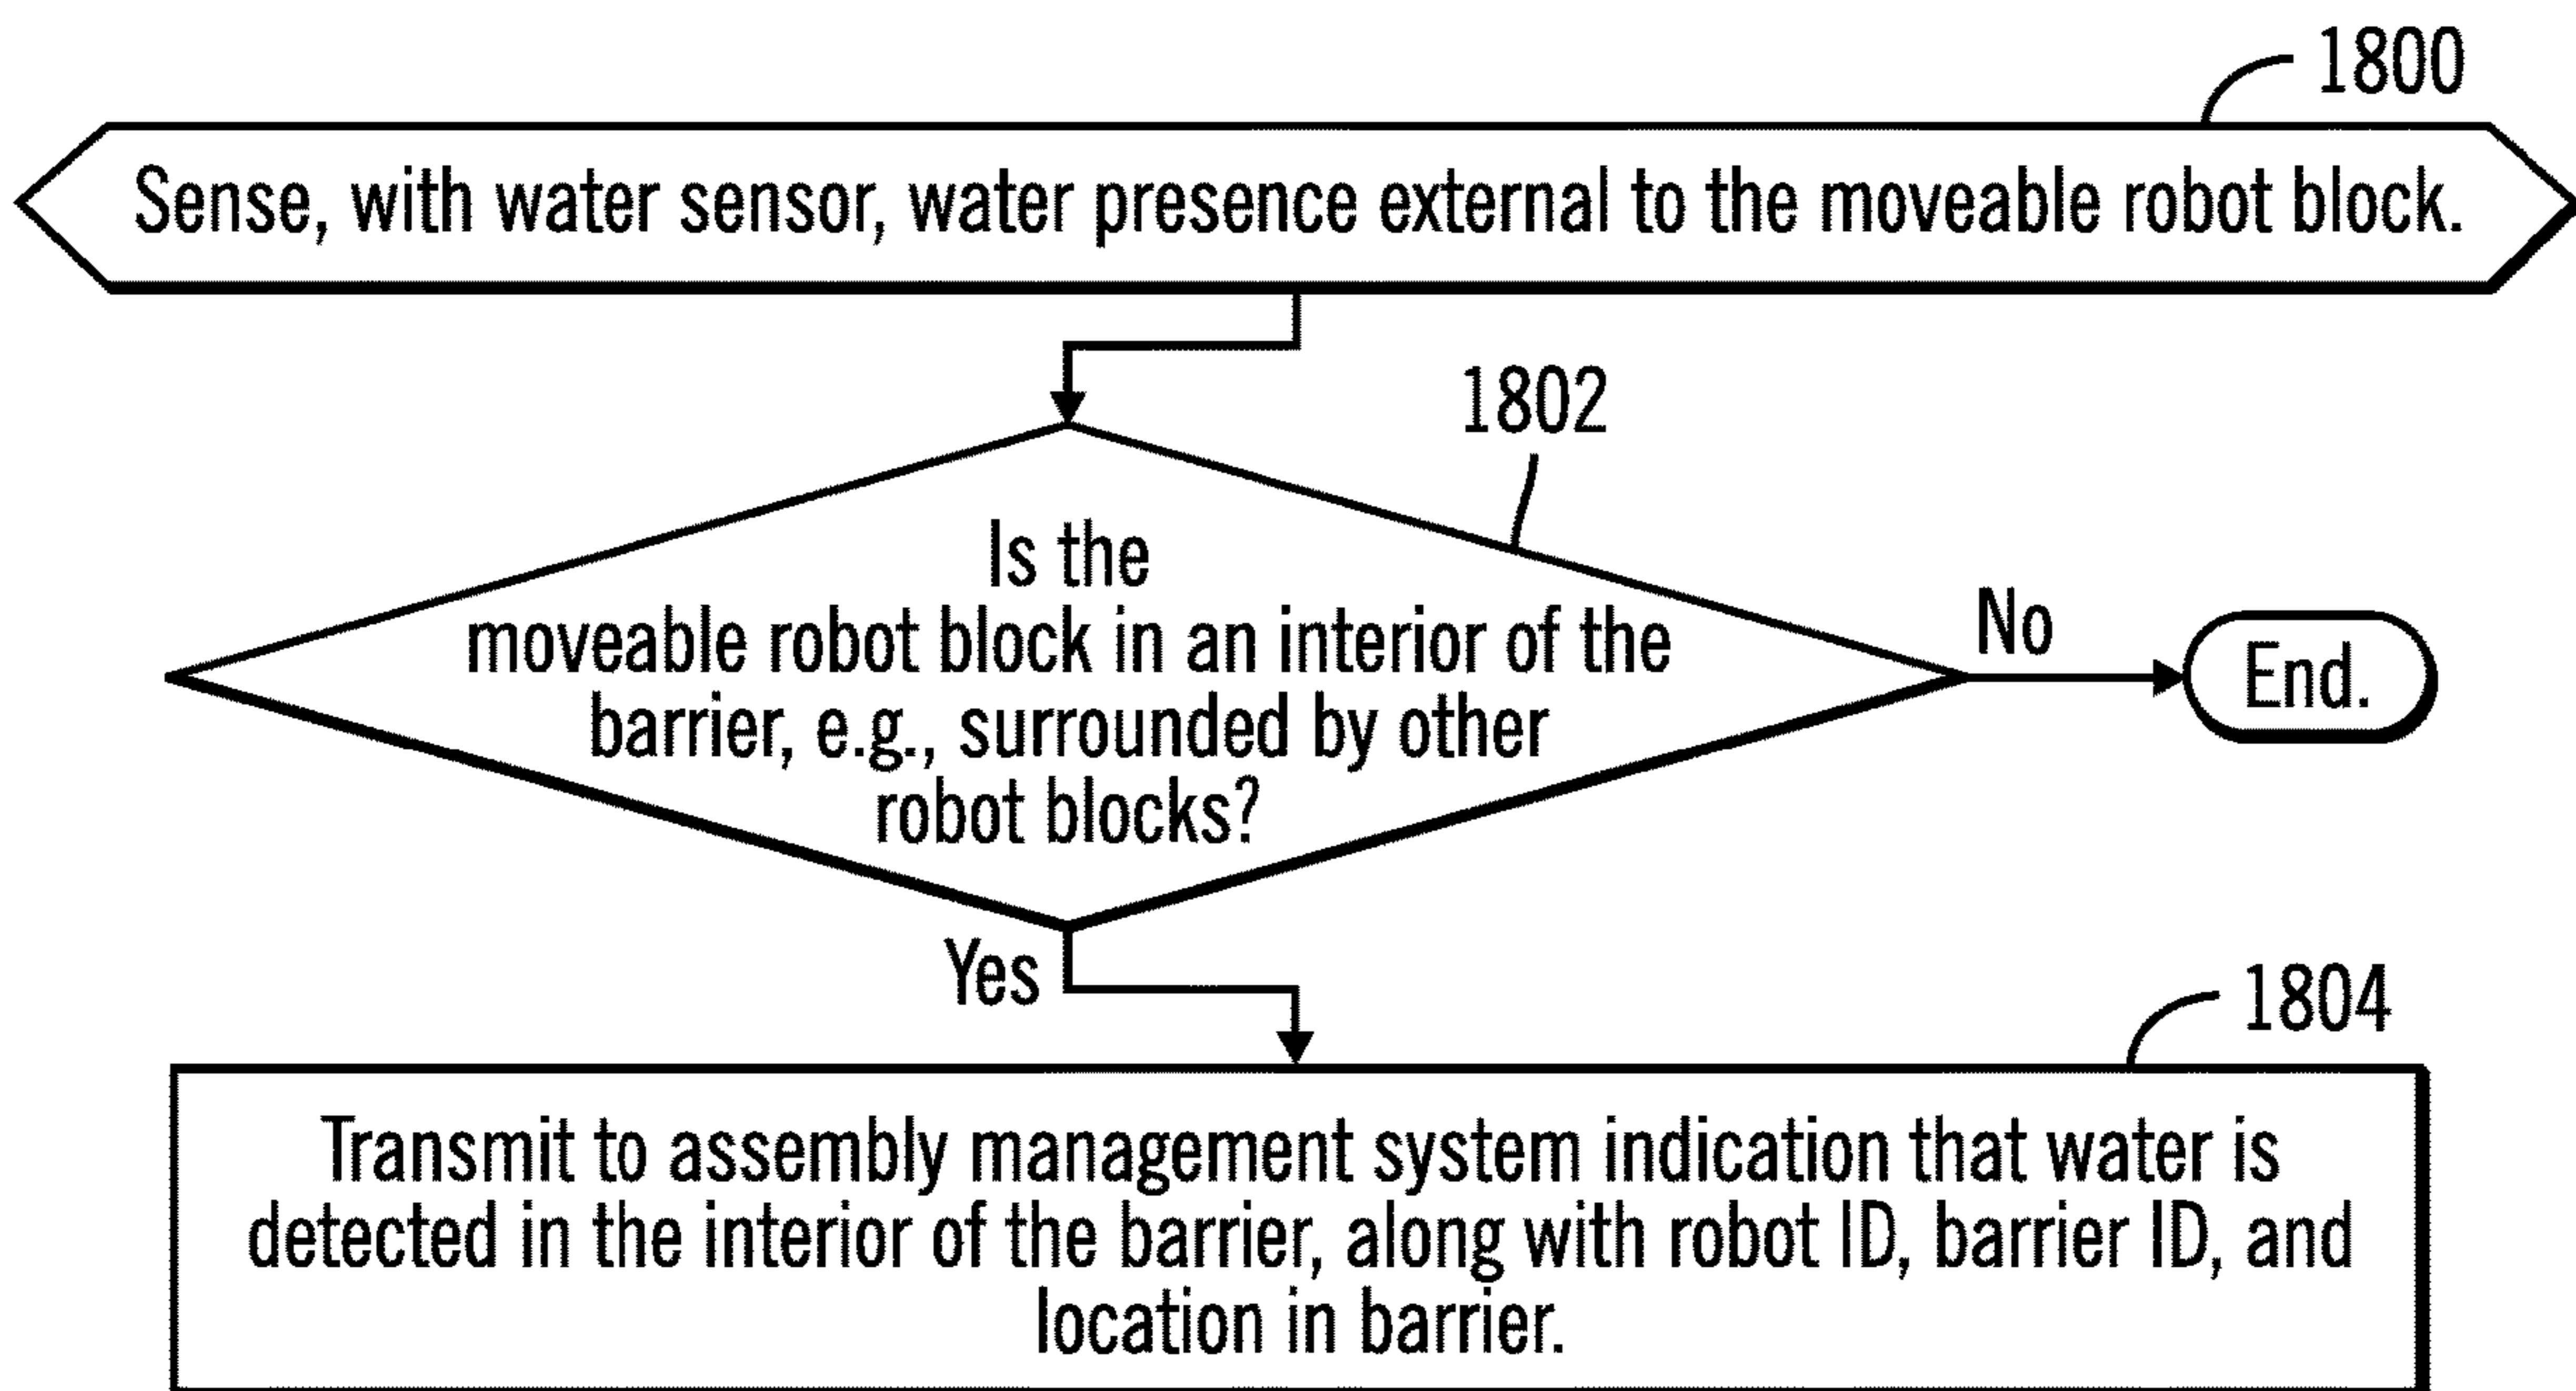 1800
Sense, with water sensor, water presence external to the moveable robot block.
1802
Is the
moveable robot block in an interior of the
barrier, e.g., surrounded by other
robot blocks?
No
End.
Yes
1804
Transmit to assembly management system indication that water is
detected in the interior of the barrier, along with robot ID, barrier ID, and
location in barrier.